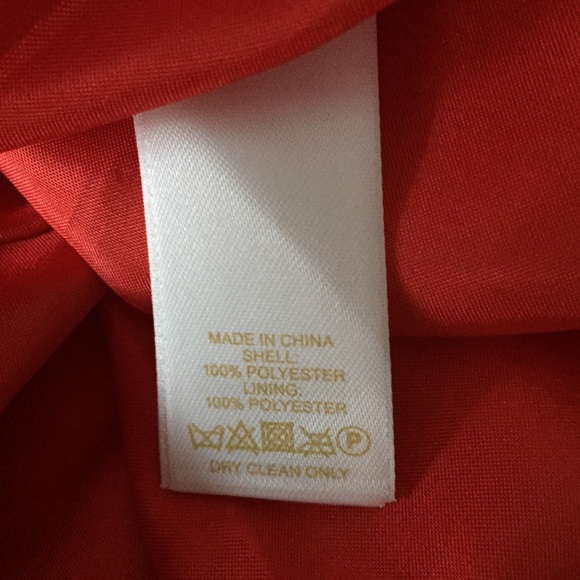 MADE IN CHINA
SHELL:
100% POLYESTER
LINING:
100% POLYESTER
P
DRY CLEAN ONLY